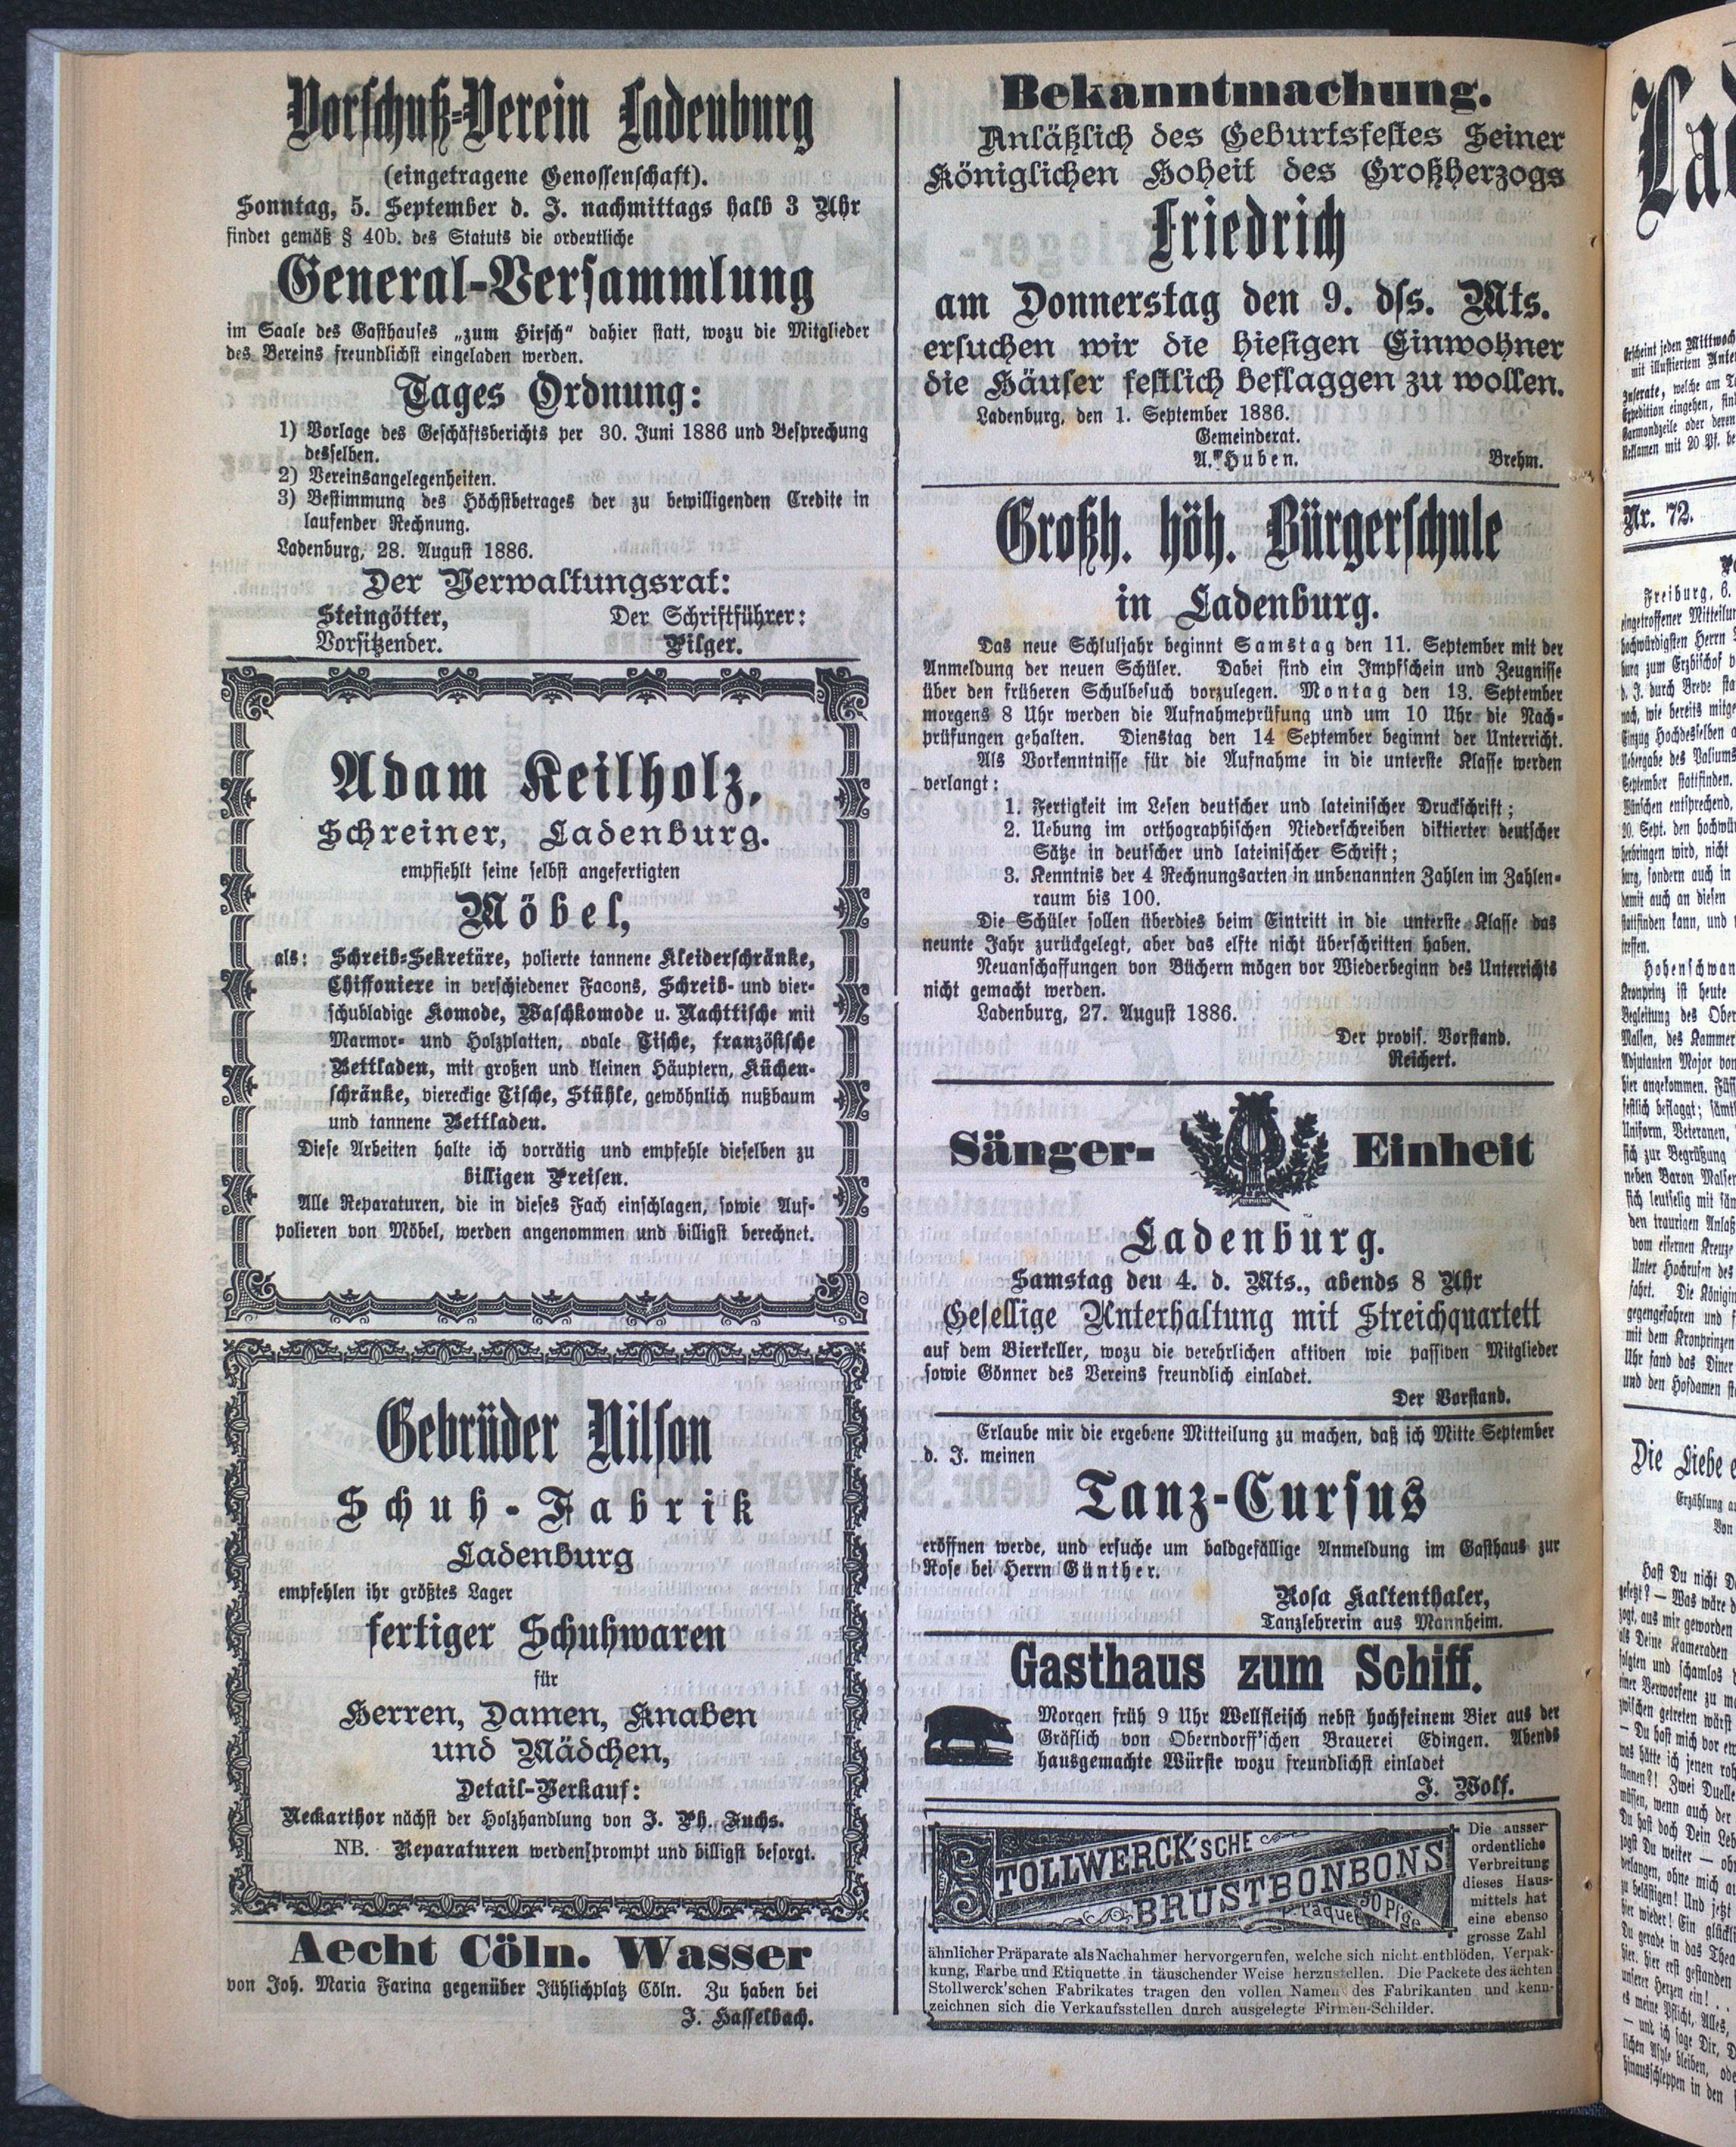 Vorschuß-Verein Ladenburg
(eingetragene Genossenschaft).
Sonntag, 5. September d. J. nachmittags halb 3 Uhr
findet gemäß § 40b. des Statuts die ordentliche
General-Versammlung
im Saale des Gasthauses „zum Hirsch“ dahier statt, wozu die Mitglieder
des Vereins freundlichst eingeladen werden.
Tages Ordnung:
1) Vorlage des Geschäftsberichts per 30. Juni 1886 und Besprechung
desselben.
2) Vereinsangelegenheiten.
3) Bestimmung des Höchstbetrages der zu bewilligenden Credite in
laufender Rechnung.
Ladenburg, 28. August 1886.
Der Verwaltungsrat:
Steingötter, Der Schriftführer:
Vorsitzender. Pilger.
Adam Keilholz,
Schreiner, Ladenburg.
empfiehlt seine selbst angefertigten
Möbel,
als: Schreib-Sekretäre, polierte tannene Kleiderschränke,
Chiffoniere in verschiedener Facons, Schreib- und vier-
schubladige Komode, Waschkomode u. Nachttische mit
Marmor- und Holzplatten, ovale Tische, französische
Bettladen, mit großen und kleinen Häuptern, Küchen-
schränke, viereckige Tische, Stühle, gewöhnlich nußbaum
und tannene Bettladen.
Diese Arbeiten halte ich vorrätig und empfehle dieselben zu
billigen Preisen.
Alle Reparaturen, die in dieses Fach einschlagen, sowie Auf-
polieren von Möbel, werden angenommen und billigst berechnet.
Gebrüder Nilson
Schuh-Fabrik
Ladenburg
empfehlen ihr größtes Lager
fertiger Schuhwaren
für
Herren, Damen, Knaben
und Mädchen,
Detail-Verkauf:
Neckarthor nächst der Holzhandlung von J. Ph. Fuchs.
NB. Reparaturen werden prompt und billigst besorgt.
Aecht Cöln. Wasser
von Joh. Maria Farina gegenüber Jühlichplatz Cöln. Zu haben bei
J. Hasselbach.
Bekanntmachung.
Anläßlich des Geburtsfestes Seiner
Königlichen Hoheit des Großherzogs
Friedrich
am Donnerstag den 9. dss. Mts.
ersuchen wir die hiesigen Einwohner
die Häuser festlich beflaggen zu wollen.
Ladenburg, den 1. September 1886.
Gemeinderat.
A. Huben. Brehm.
Großh. höh. Bürgerschule
in Ladenburg.
Das neue Schluljahr beginnt Samstag den 11. September mit der
Anmeldung der neuen Schüler. Dabei sind ein Impfschein und Zeugnisse
über den früheren Schulbesuch vorzulegen. Montag den 13. September
morgens 8 Uhr werden die Aufnahmeprüfung und um 10 Uhr die Nach-
prüfungen gehalten. Dienstag den 14 September beginnt der Unterricht.
Als Vorkenntnisse für die Aufnahme in die unterste Klasse werden
verlangt:
1. Fertigkeit im Lesen deutscher und lateinischer Druckschrift;
2. Uebung im orthographischen Niederschreiben diktierter deutscher
Sätze in deutscher und lateinischer Schrift;
3. Kenntnis der 4 Rechnungsarten in unbenannten Zahlen im Zahlen-
raum bis 100.
Die Schüler sollen überdies beim Eintritt in die unterste Klasse das
neunte Jahr zurückgelegt, aber das elfte nicht überschritten haben.
Neuanschaffungen von Büchern mögen vor Wiederbeginn des Unterrichts
nicht gemacht werden.
Ladenburg, 27. August 1886.
Der provis. Vorstand.
Reichert.
Sänger- Einheit
Ladenburg.
Samstag den 4. d. Mts., abends 8 Uhr
Gesellige Unterhaltung mit Streichquartett
auf dem Bierkeller, wozu die verehrlichen aktiven wie passiven Mitglieder
sowie Gönner des Vereins freundlich einladet.
Der Vorstand.
Erlaube mir die ergebene Mitteilung zu machen, daß ich Mitte September
d. J. meinen
Tanz-Cursus
eröffnen werde, und ersuche um baldgefällige Anmeldung im Gasthaus zur
Rose bei Herrn Günther.
Rosa Kaltenthaler,
Tanzlehrerin aus Mannheim.
Gasthaus zum Schiff.
Morgen früh 9 Uhr Wellfleisch nebst hochfeinem Bier aus der
Gräflich von Oberndorff'ichen Brauerei Edingen. Abends
hausgemachte Würste wozu freundlichst einladet
J. Wolf.
STOLLWERCK'SCHE
BRUSTBONBONS
Paquet 50 Pfge
Die ausser
ordentliche
Verbreitung
dieses Haus-
mittels hat
eine ebenso
grosse Zahl
ähnlicher Präparate als Nachahmer hervorgerufen, welche sich nicht entblöden, Verpak-
kung, Farbe und Etiquette in täuschender Weise herzustellen. Die Packete des ächten
Stollwerck'schen Fabrikates tragen den vollen Namen des Fabrikanten und kenn-
zeichnen sich die Verkaufsstellen durch ausgelegte Firmen-Schilder.
Nr. 72.